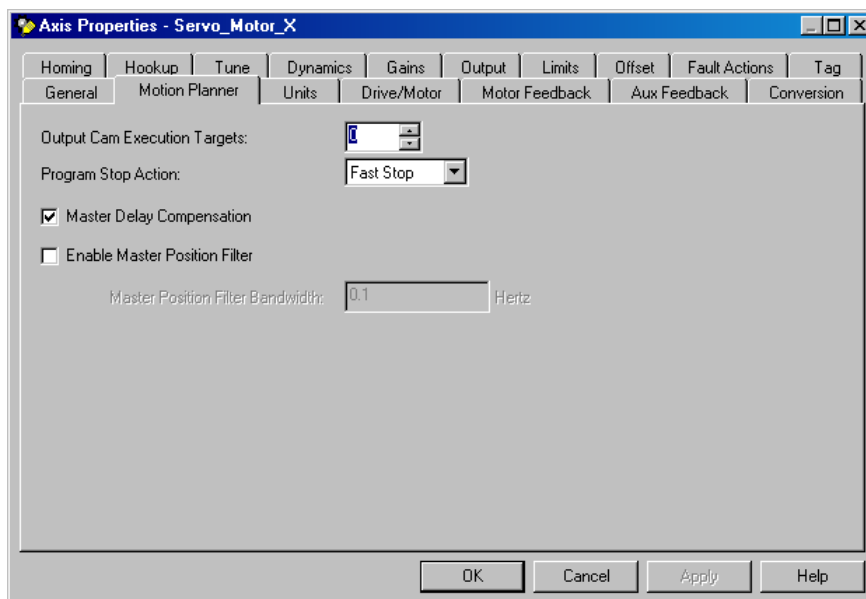 Axis Properties - Servo_Motor_X
Homing Hookup Tune Dynamics Gains Output Limits Offset Fault Actions Tag
General Motion Planner Units Drive/Motor Motor Feedback Aux Feedback Conversion
Output Cam Execution Targets: 0
Program Stop Action: Fast Stop
Master Delay Compensation
Enable Master Position Filter
Master Position Filter Bandwidth: 0.1 Hertz
OK Cancel Apply Help